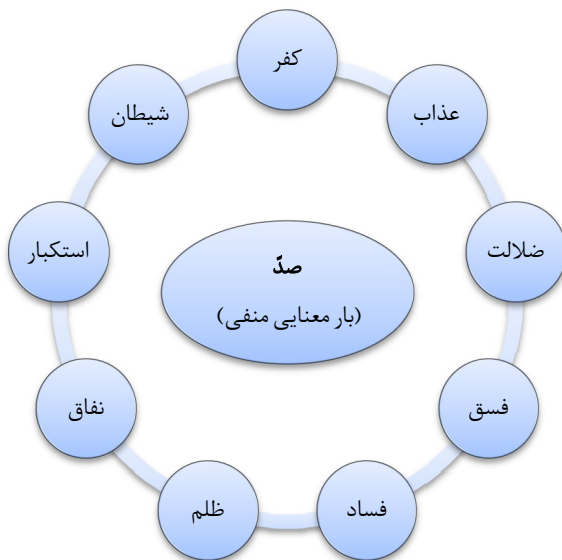 کفر
عذاب
ضلالت
فسق
فساد
ظلم
نفاق
استکبار
شیطان
صدّ
(بار معنایی منفی)